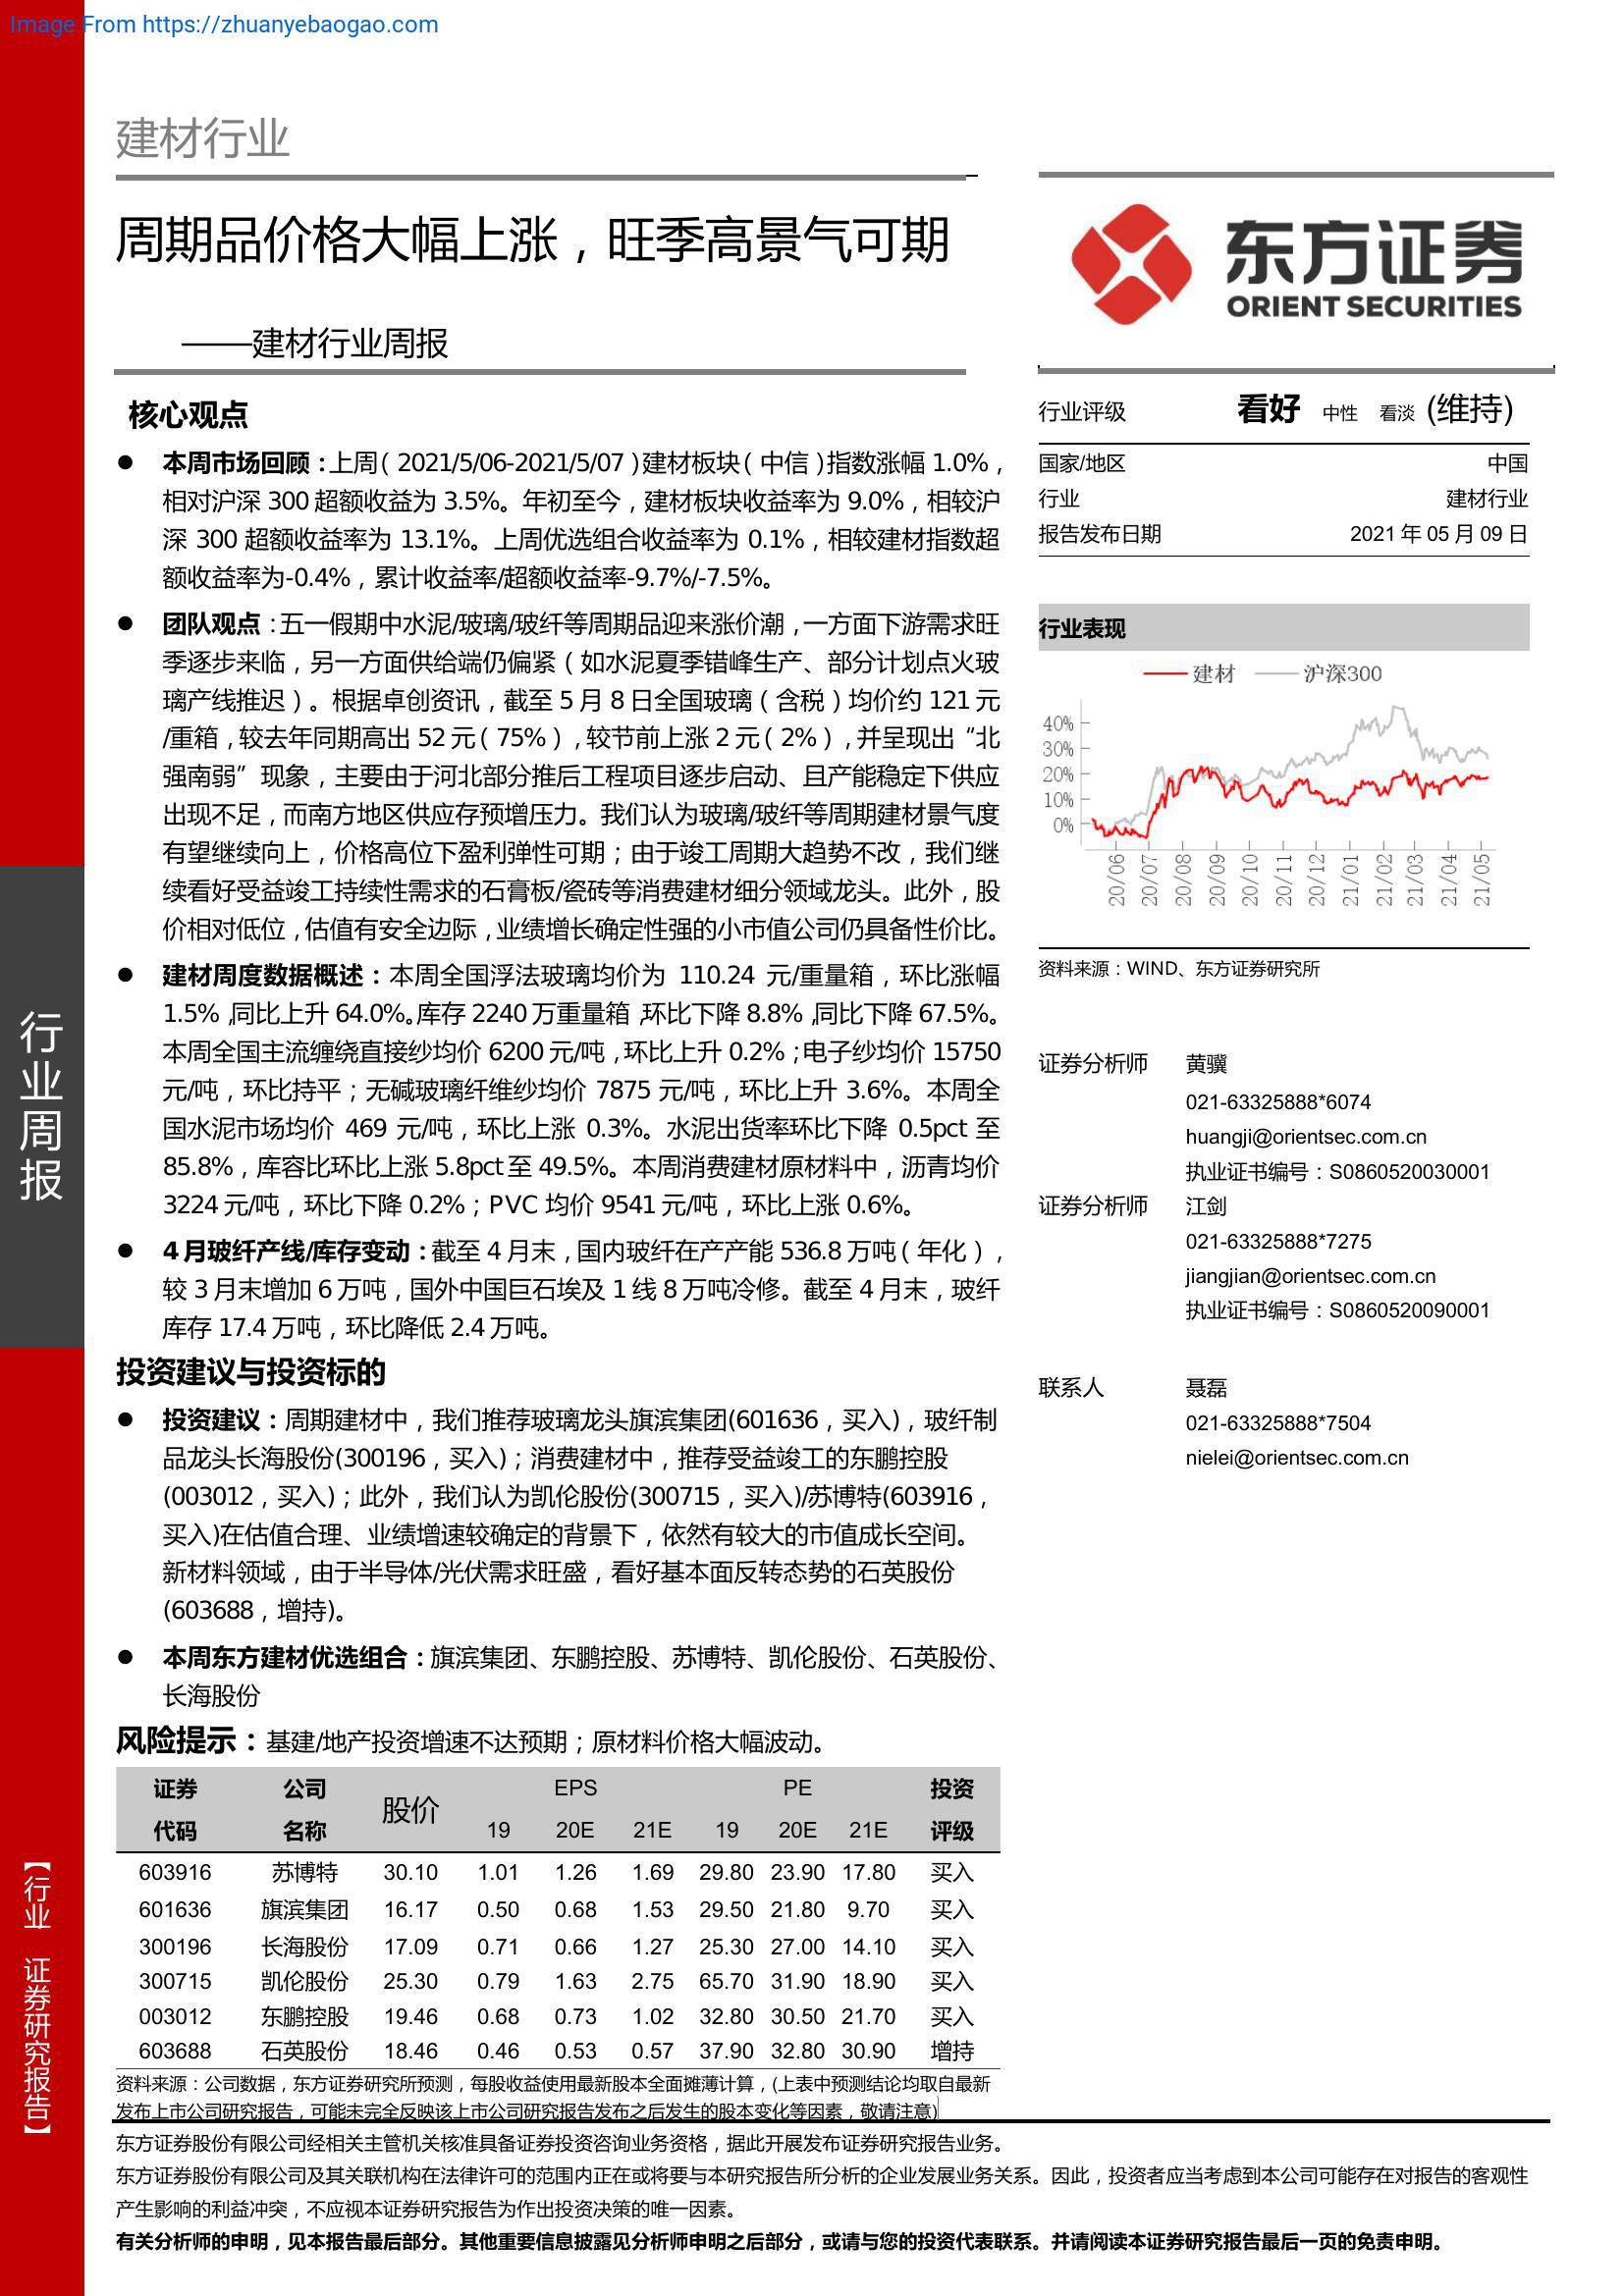 Image From https://zhuanyebaogao.com
建材行业
周期品价格大幅上涨，旺季高景气可期
——建材行业周报
核心观点
● 本周市场回顾：上周（2021/5/06-2021/5/07）建材板块（中信）指数涨幅 1.0%，
相对沪深 300 超额收益为 3.5%。年初至今，建材板块收益率为 9.0%，相较沪
深 300 超额收益率为 13.1%。上周优选组合收益率为 0.1%，相较建材指数超
额收益率为-0.4%，累计收益率/超额收益率-9.7%/-7.5%。
● 团队观点：五一假期中水泥/玻璃/玻纤等周期品迎来涨价潮，一方面下游需求旺
季逐步来临，另一方面供给端仍偏紧（如水泥夏季错峰生产、部分计划点火玻
璃产线推迟）。根据卓创资讯，截至 5 月 8 日全国玻璃（含税）均价约 121 元
/重箱，较去年同期高出 52 元（75%），较节前上涨 2 元（2%），并呈现出“北
强南弱”现象，主要由于河北部分推后工程项目逐步启动、且产能稳定下供应
出现不足，而南方地区供应存预增压力。我们认为玻璃/玻纤等周期建材景气度
有望继续向上，价格高位下盈利弹性可期；由于竣工周期大趋势不改，我们继
续看好受益竣工持续性需求的石膏板/瓷砖等消费建材细分领域龙头。此外，股
价相对低位，估值有安全边际，业绩增长确定性强的小市值公司仍具备性价比。
● 建材周度数据概述：本周全国浮法玻璃均价为 110.24 元/重量箱，环比涨幅
1.5%，同比上升 64.0%。库存 2240 万重量箱，环比下降 8.8%，同比下降 67.5%。
本周全国主流缠绕直接纱均价 6200 元/吨，环比上升 0.2%；电子纱均价 15750
元/吨，环比持平；无碱玻璃纤维纱均价 7875 元/吨，环比上升 3.6%。本周全
国水泥市场均价 469 元/吨，环比上涨 0.3%。水泥出货率环比下降 0.5pct 至
85.8%，库容比环比上涨 5.8pct 至 49.5%。本周消费建材原材料中，沥青均价
3224 元/吨，环比下降 0.2%；PVC 均价 9541 元/吨，环比上涨 0.6%。
● 4 月玻纤产线/库存变动：截至 4 月末，国内玻纤在产产能 536.8 万吨（年化），
较 3 月末增加 6 万吨，国外中国巨石埃及 1 线 8 万吨冷修。截至 4 月末，玻纤
库存 17.4 万吨，环比降低 2.4 万吨。
投资建议与投资标的
● 投资建议：周期建材中，我们推荐玻璃龙头旗滨集团(601636，买入)，玻纤制
品龙头长海股份(300196，买入)；消费建材中，推荐受益竣工的东鹏控股
(003012，买入)；此外，我们认为凯伦股份(300715，买入)/苏博特(603916，
买入)在估值合理、业绩增速较确定的背景下，依然有较大的市值成长空间。
新材料领域，由于半导体/光伏需求旺盛，看好基本面反转态势的石英股份
(603688，增持)。
● 本周东方建材优选组合：旗滨集团、东鹏控股、苏博特、凯伦股份、石英股份、
长海股份
风险提示：基建/地产投资增速不达预期；原材料价格大幅波动。
证券 公司 股价 EPS PE 投资
代码 名称 19 20E 21E 19 20E 21E 评级
603916 苏博特 30.10 1.01 1.26 1.69 29.80 23.90 17.80 买入
601636 旗滨集团 16.17 0.50 0.68 1.53 29.50 21.80 9.70 买入
300196 长海股份 17.09 0.71 0.66 1.27 25.30 27.00 14.10 买入
300715 凯伦股份 25.30 0.79 1.63 2.75 65.70 31.90 18.90 买入
003012 东鹏控股 19.46 0.68 0.73 1.02 32.80 30.50 21.70 买入
603688 石英股份 18.46 0.46 0.53 0.57 37.90 32.80 30.90 增持
资料来源：公司数据，东方证券研究所预测，每股收益使用最新股本全面摊薄计算，(上表中预测结论均取自最新
发布上市公司研究报告，可能未完全反映该上市公司研究报告发布之后发生的股本变化等因素，敬请注意)
东方证券
ORIENT SECURITIES
行业评级 看好 中性 看淡 (维持)
国家/地区 中国
行业 建材行业
报告发布日期 2021 年 05 月 09 日
行业表现
建材 沪深300
40%
30%
20%
10%
0%
20/06 20/07 20/08 20/09 20/10 20/11 20/12 21/01 21/02 21/03 21/04 21/05
资料来源：WIND、东方证券研究所
证券分析师 黄骥
021-63325888*6074
huangji@orientsec.com.cn
执业证书编号：S0860520030001
证券分析师 江剑
021-63325888*7275
jiangjian@orientsec.com.cn
执业证书编号：S0860520090001
联系人 聂磊
021-63325888*7504
nielei@orientsec.com.cn
行业周报
【行业 证券研究报告】
东方证券股份有限公司经相关主管机关核准具备证券投资咨询业务资格，据此开展发布证券研究报告业务。
东方证券股份有限公司及其关联机构在法律许可的范围内正在或将要与本研究报告所分析的企业发展业务关系。因此，投资者应当考虑到本公司可能存在对报告的客观性
产生影响的利益冲突，不应视本证券研究报告为作出投资决策的唯一因素。
有关分析师的申明，见本报告最后部分。其他重要信息披露见分析师申明之后部分，或请与您的投资代表联系。并请阅读本证券研究报告最后一页的免责申明。